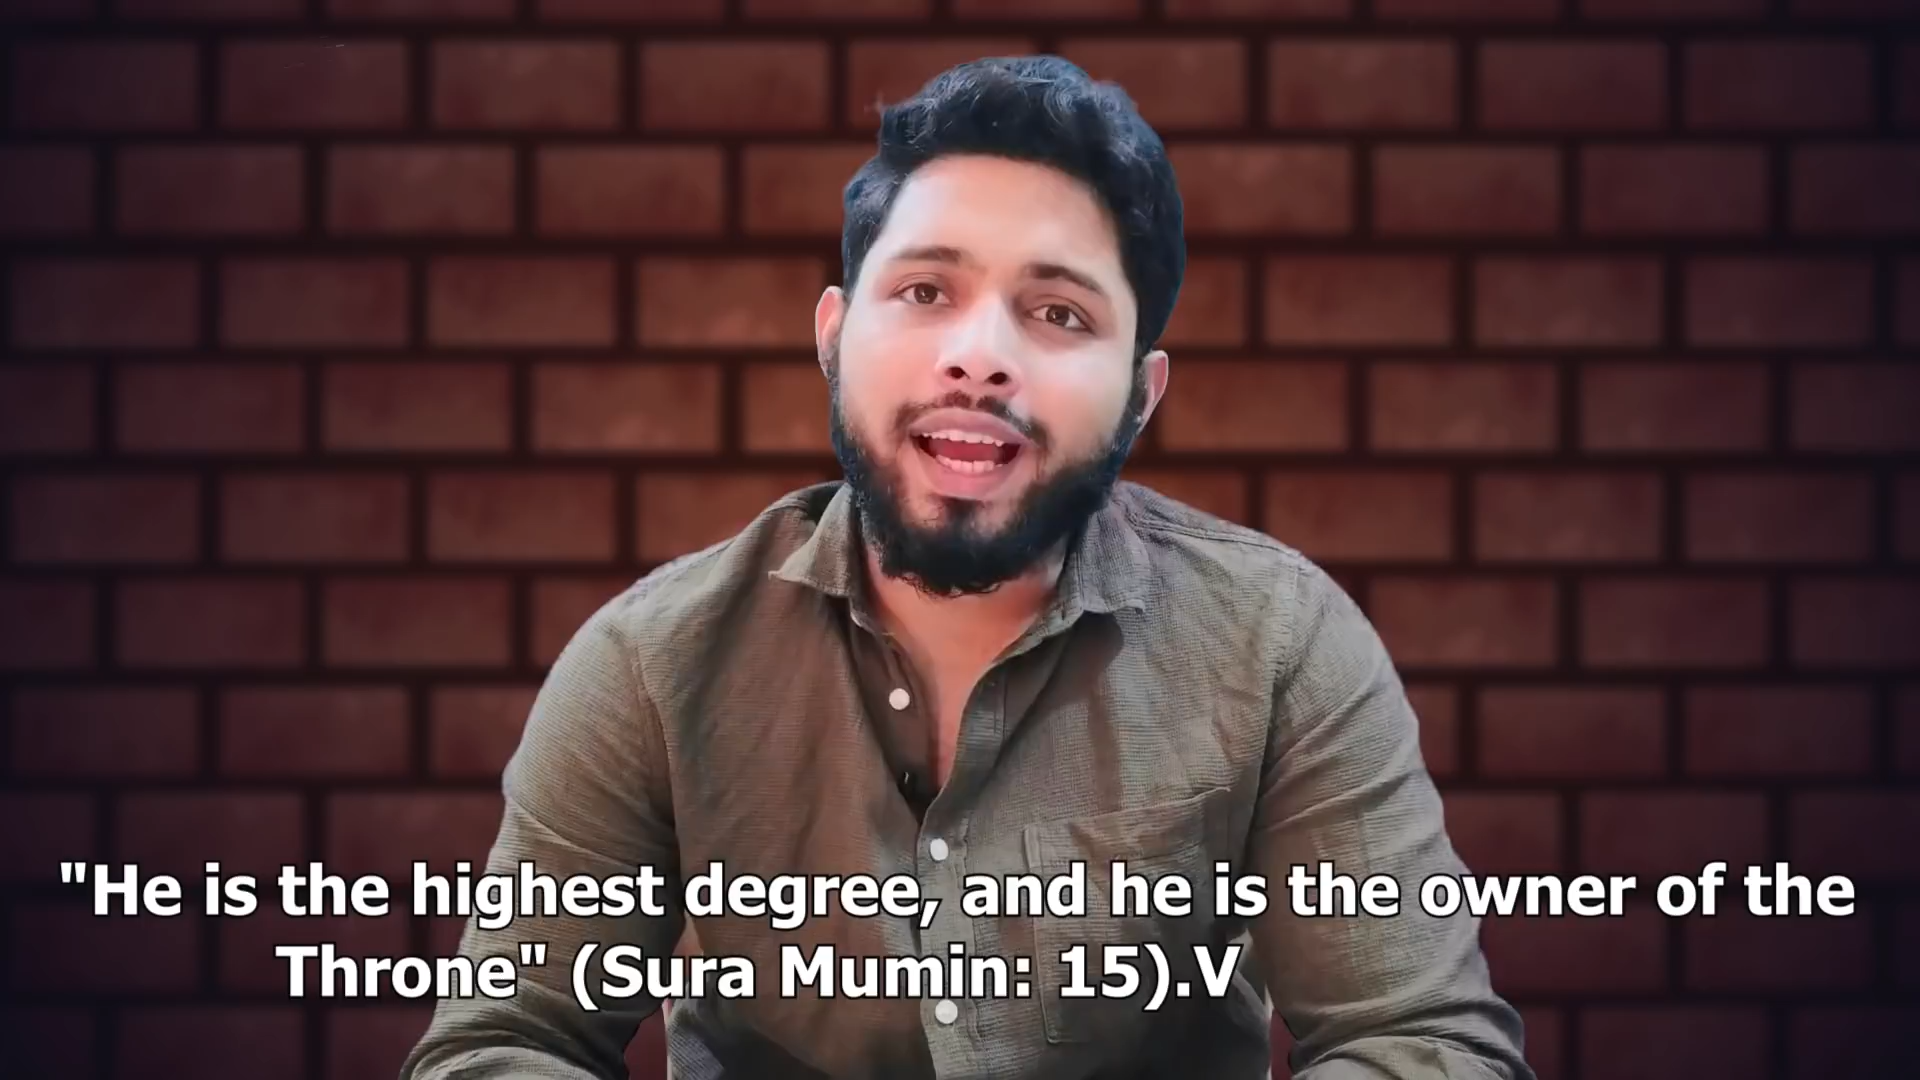 "He is the highest degree, and he is the owner of the
Throne" (Sura Mumin: 15).V